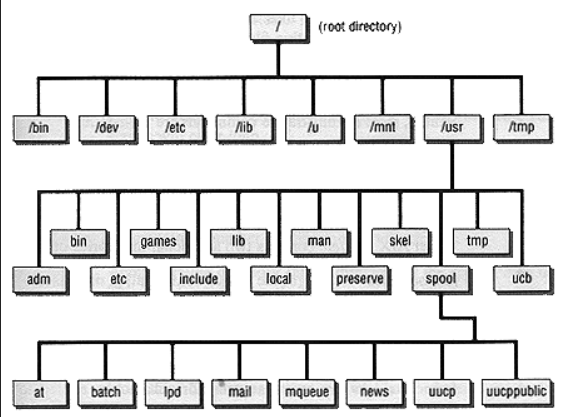 / (root directory)
/bin /dev /etc /lib /u /mnt /usr /tmp
bin games lib man skel tmp
adm etc include local preserve spool ucb
at batch lpd mail mqueue news uucp uucppublic